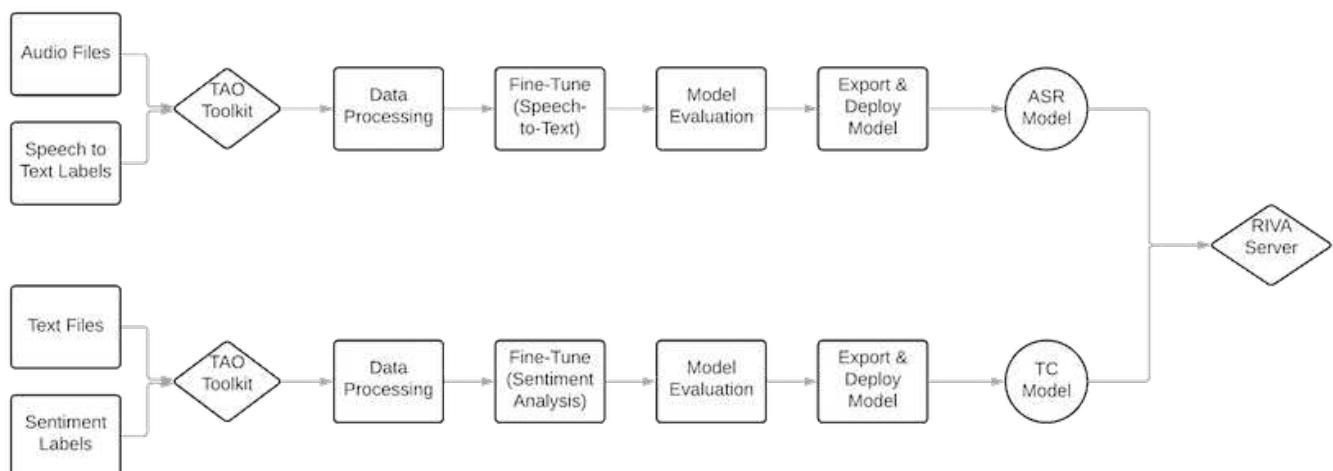 Audio Files
Speech to
Text Labels
TAO
Toolkit
Data
Processing
Fine-Tune
(Speech-
to-Text)
Model
Evaluation
Export &
Deploy
Model
ASR
Model
RIVA
Server
Text Files
Sentiment
Labels
TAO
Toolkit
Data
Processing
Fine-Tune
(Sentiment
Analysis)
Model
Evaluation
Export &
Deploy
Model
TC
Model